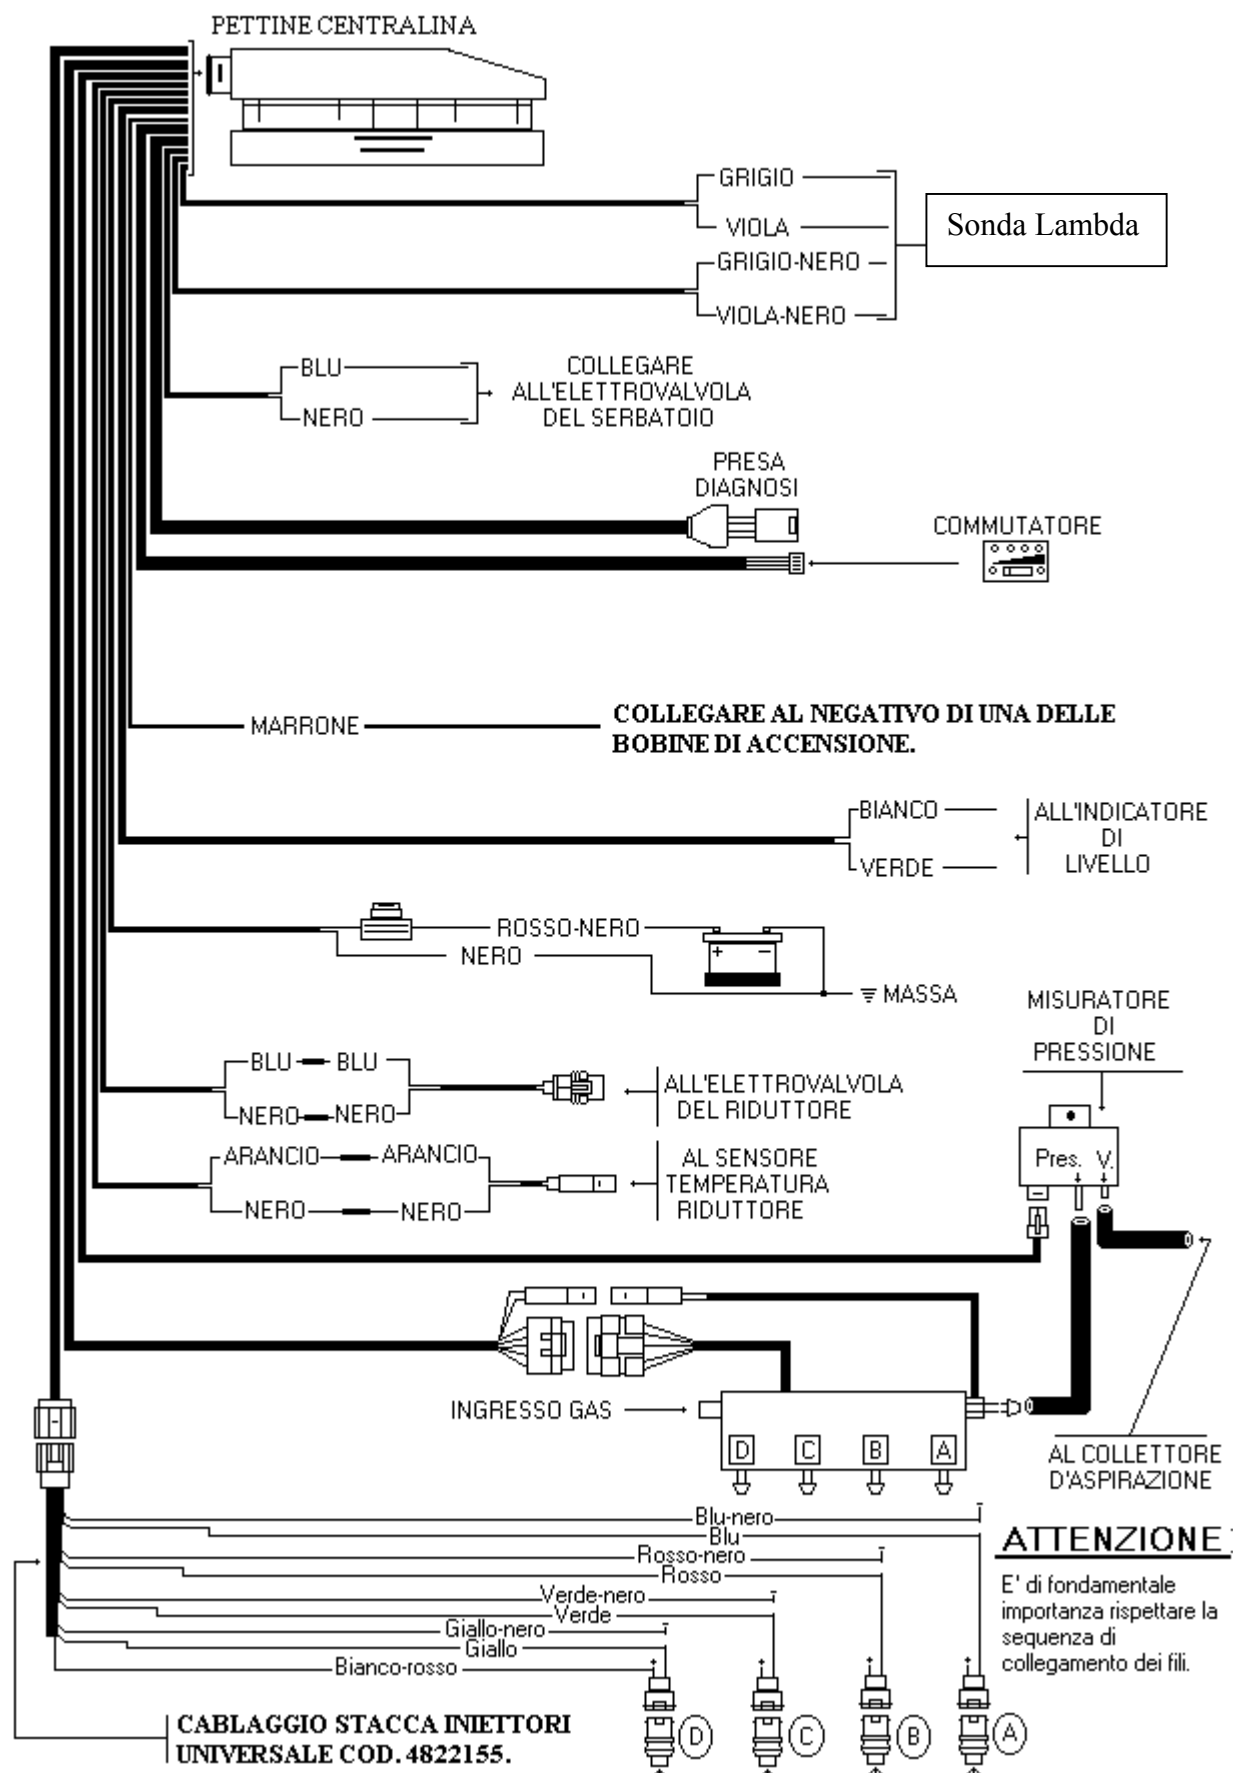 PETTINE CENTRALINA
GRIGIO
VIOLA
Sonda Lambda
GRIGIO-NERO
VIOLA-NERO
BLU
NERO
COLLEGARE
ALL'ELETTROVALVOLA
DEL SERBATOIO
PRESA
DIAGNOSI
COMMUTATORE
MARRONE
COLLEGARE AL NEGATIVO DI UNA DELLE
BOBINE DI ACCENSIONE.
BIANCO
VERDE
ALL'INDICATORE
DI
LIVELLO
ROSSO-NERO
NERO
+ −
MASSA
MISURATORE
DI
PRESSIONE
BLU BLU
NERO NERO
ALL'ELETTROVALVOLA
DEL RIDUTTORE
Pres. V.
ARANCIO ARANCIO
NERO NERO
AL SENSORE
TEMPERATURA
RIDUTTORE
INGRESSO GAS
D C B A
AL COLLETTORE
D'ASPIRAZIONE
Blu-nero
Blu
Rosso-nero
Rosso
Verde-nero
Verde
Giallo-nero
Giallo
Bianco-rosso
ATTENZIONE:
E' di fondamentale
importanza rispettare la
sequenza di
collegamento dei fili.
CABLAGGIO STACCA INIETTORI
UNIVERSALE COD. 4822155.
D C B A